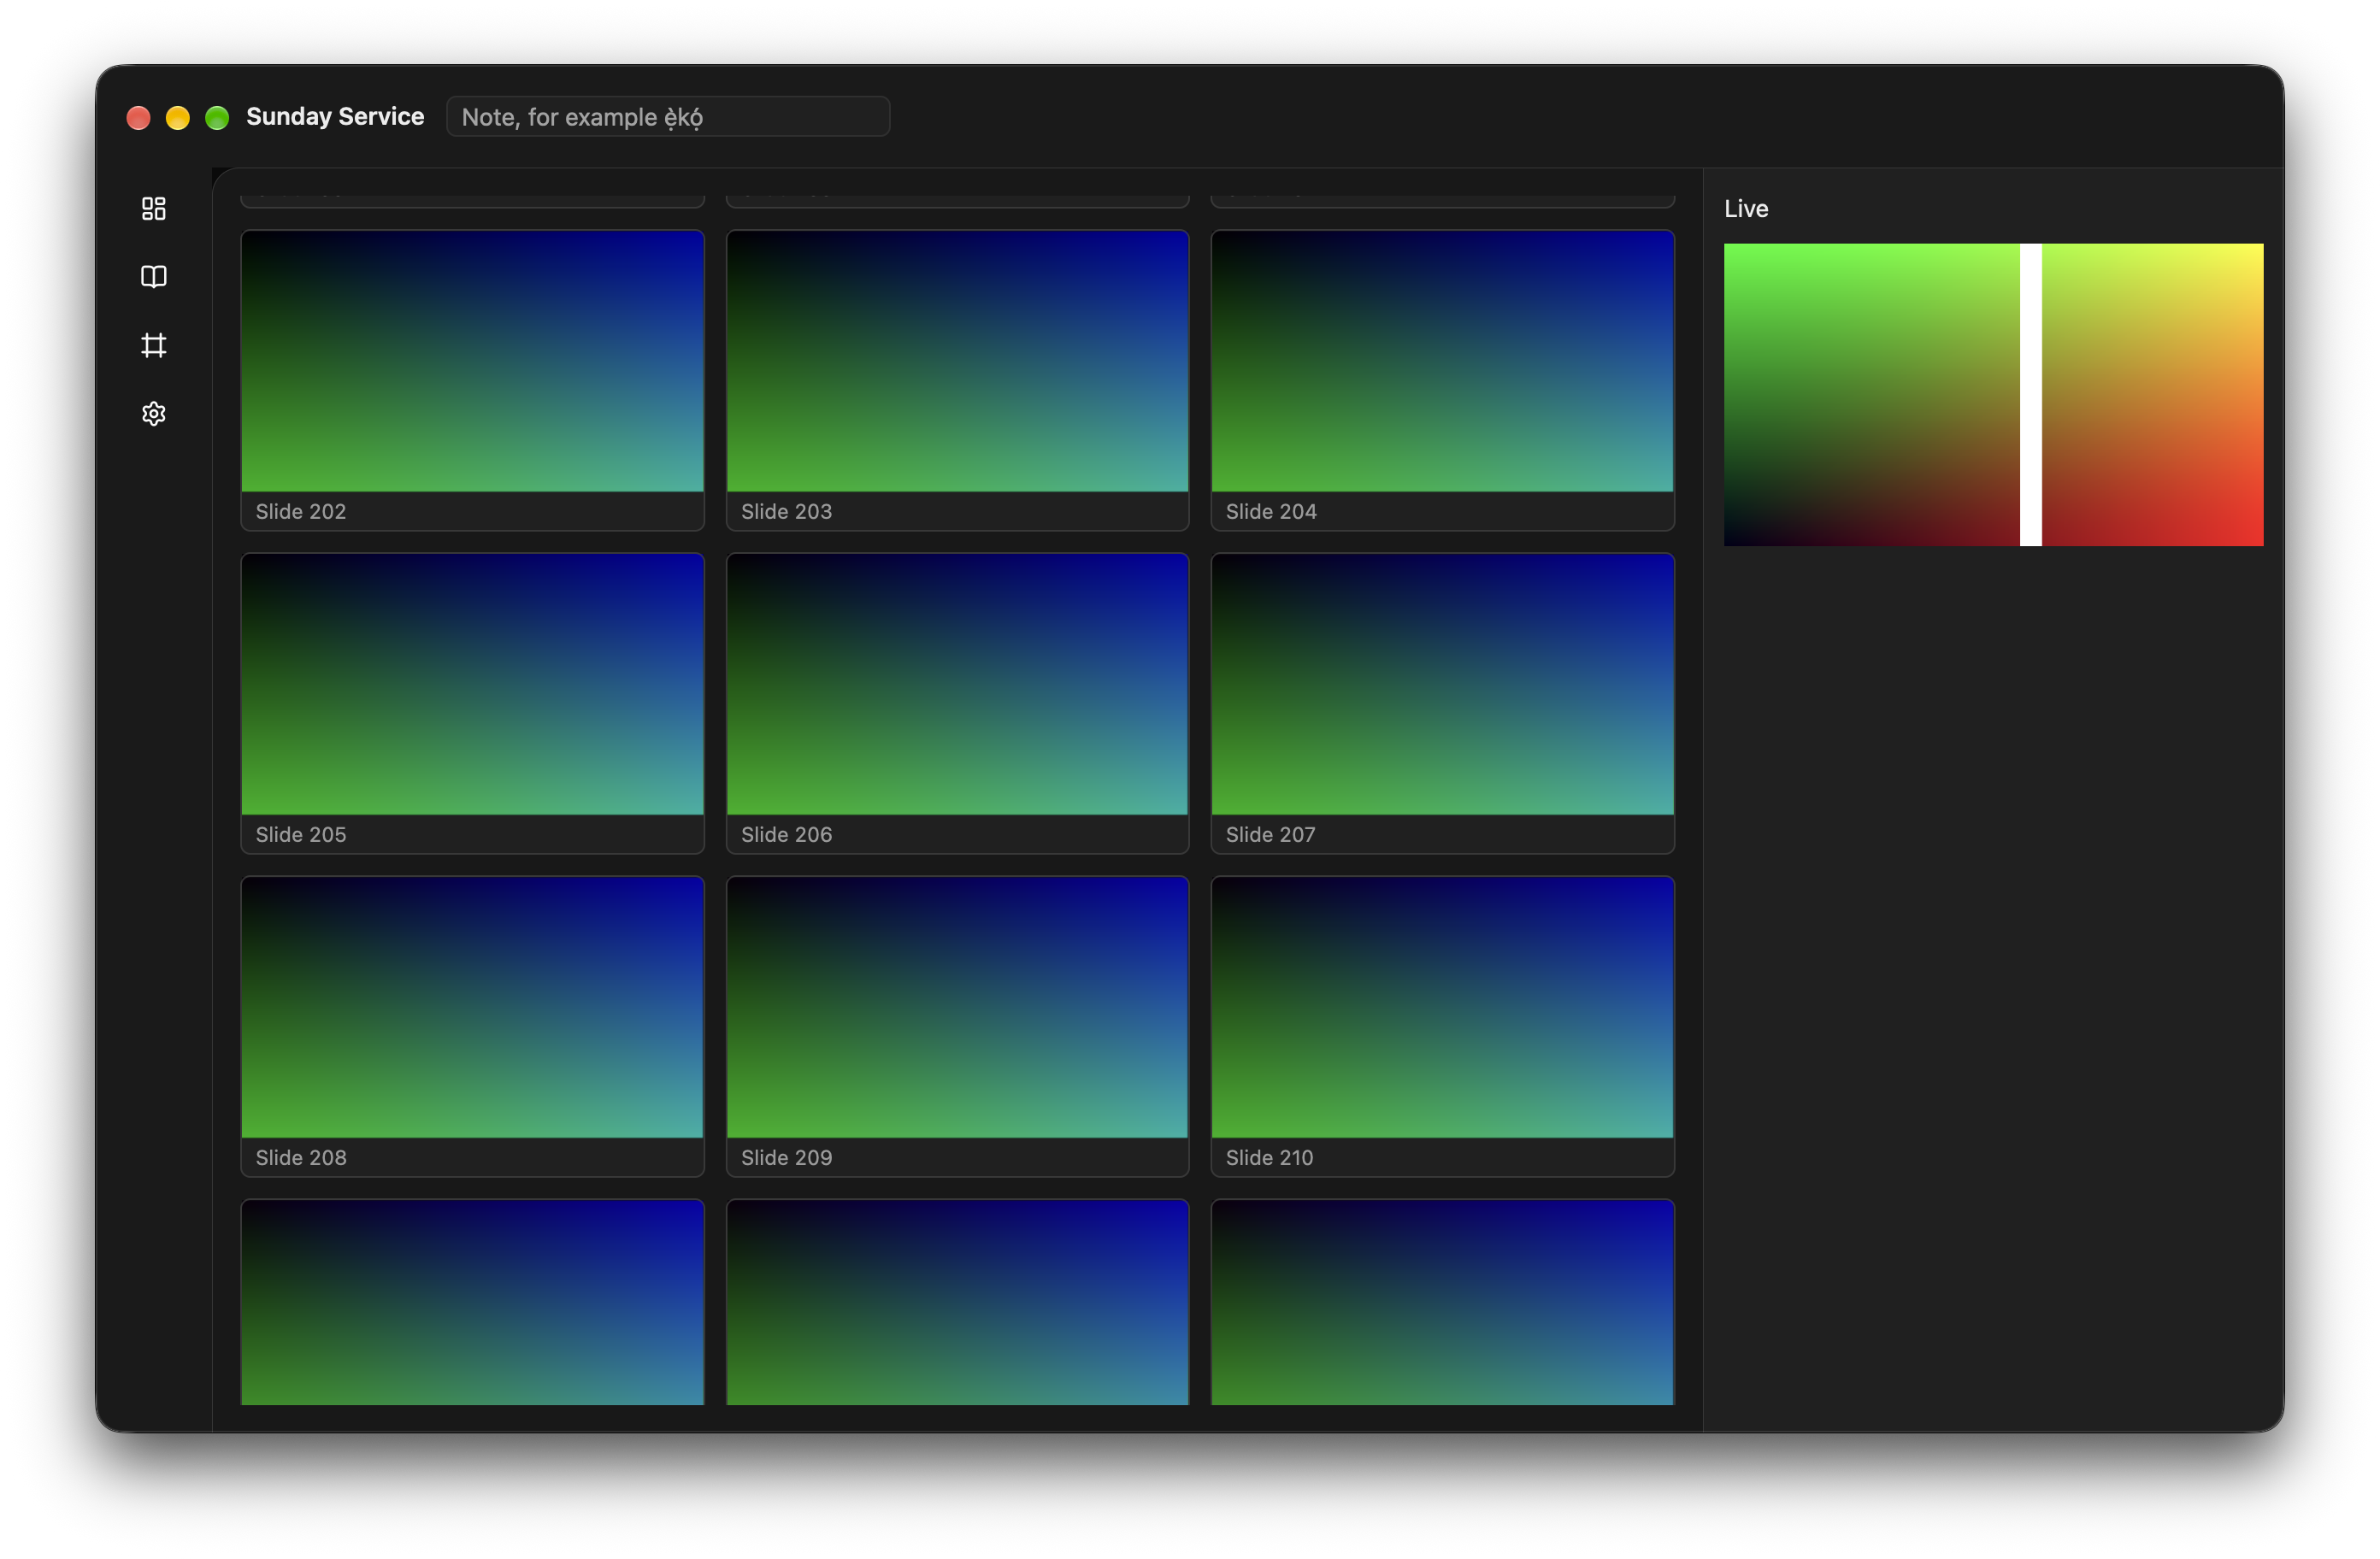 Sunday Service
Note, for example ẹ̀kọ́
Live
Slide 202
Slide 203
Slide 204
Slide 205
Slide 206
Slide 207
Slide 208
Slide 209
Slide 210